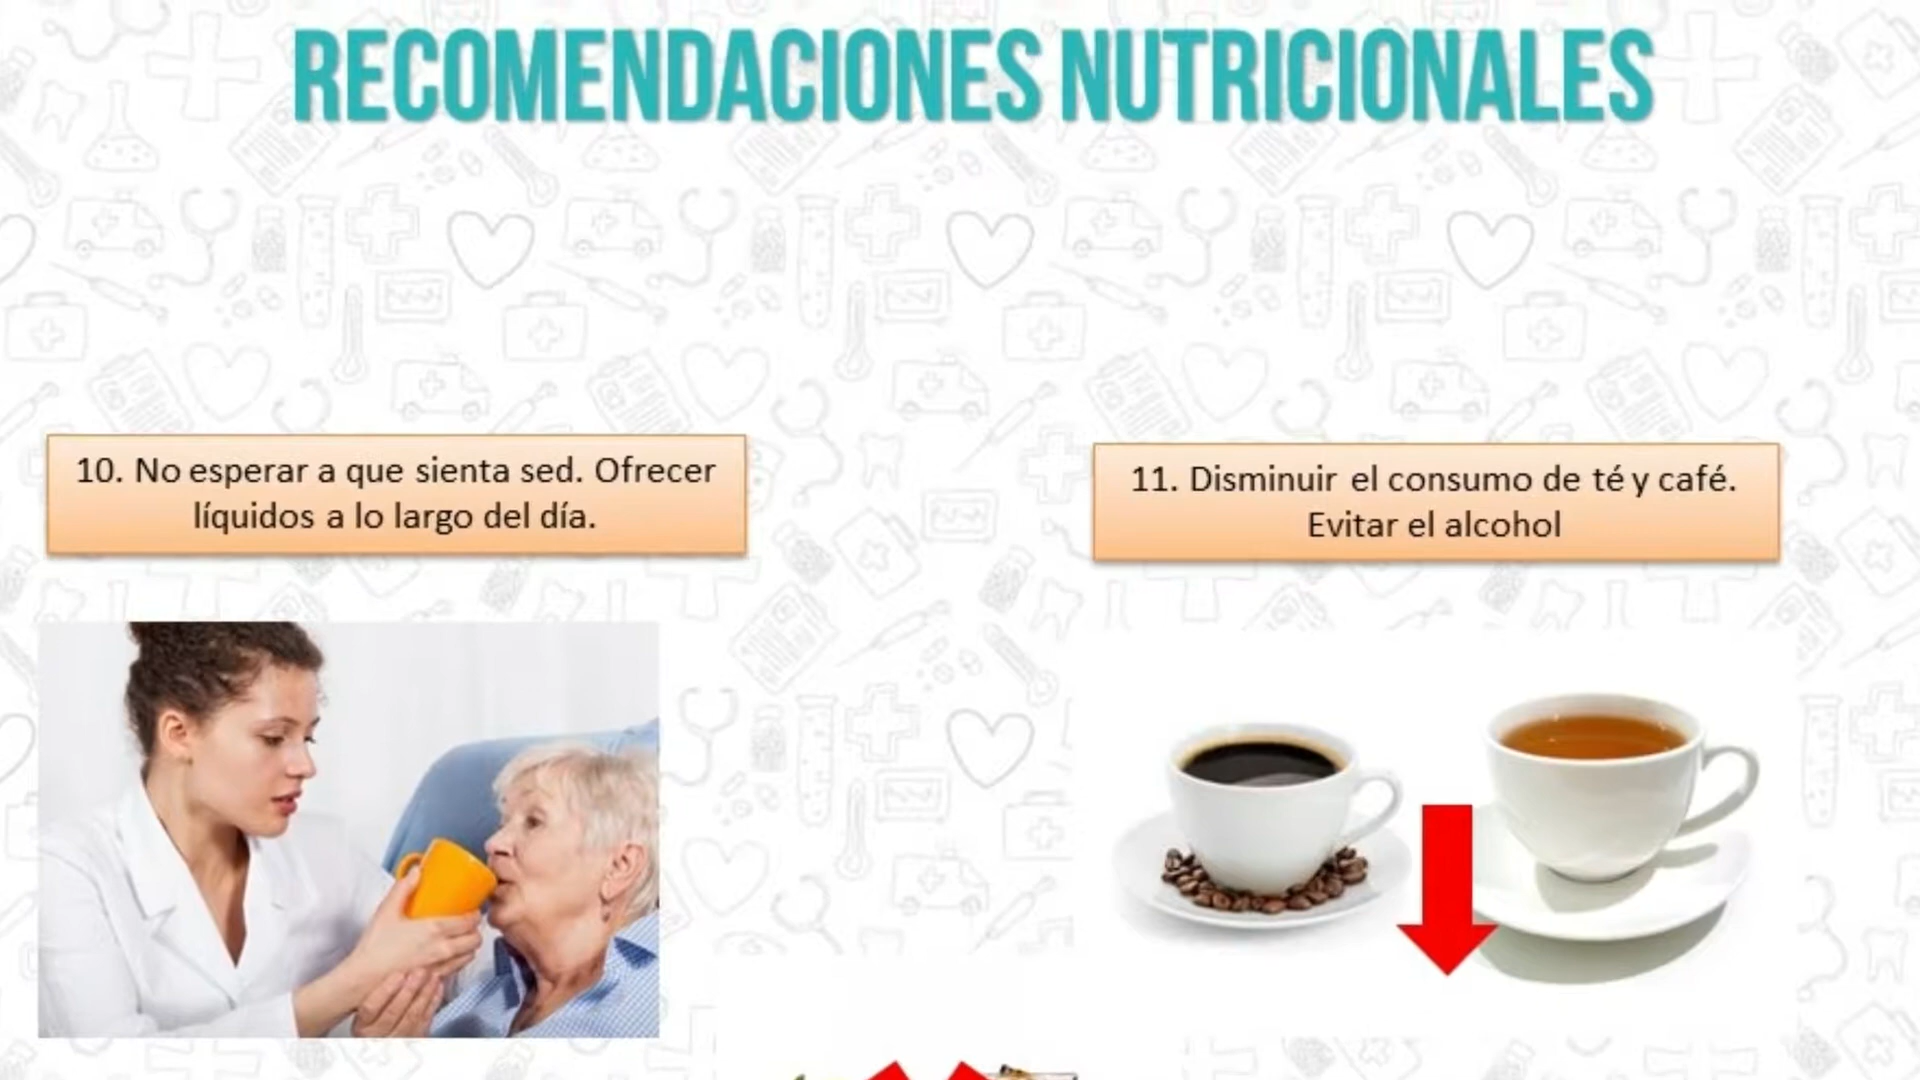 RECOMENDACIONES NUTRICIONALES
10. No esperar a que sienta sed. Ofrecer
líquidos a lo largo del día.
11. Disminuir el consumo de té y café.
Evitar el alcohol